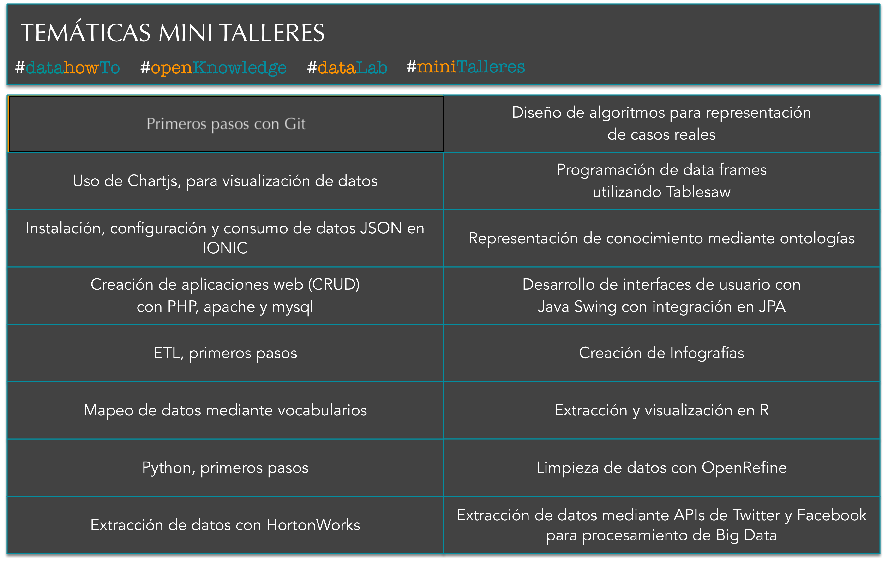 TEMÁTICAS MINI TALLERES
#datahowTo #openKnowledge #dataLab #miniTalleres
Primeros pasos con Git
Diseño de algoritmos para representación
de casos reales
Uso de Chartjs, para visualización de datos
Programación de data frames
utilizando Tablesaw
Instalación, configuración y consumo de datos JSON en
IONIC
Representación de conocimiento mediante ontologías
Creación de aplicaciones web (CRUD)
con PHP, apache y mysql
Desarrollo de interfaces de usuario con
Java Swing con integración en JPA
ETL, primeros pasos
Creación de Infografías
Mapeo de datos mediante vocabularios
Extracción y visualización en R
Python, primeros pasos
Limpieza de datos con OpenRefine
Extracción de datos con HortonWorks
Extracción de datos mediante APIs de Twitter y Facebook
para procesamiento de Big Data